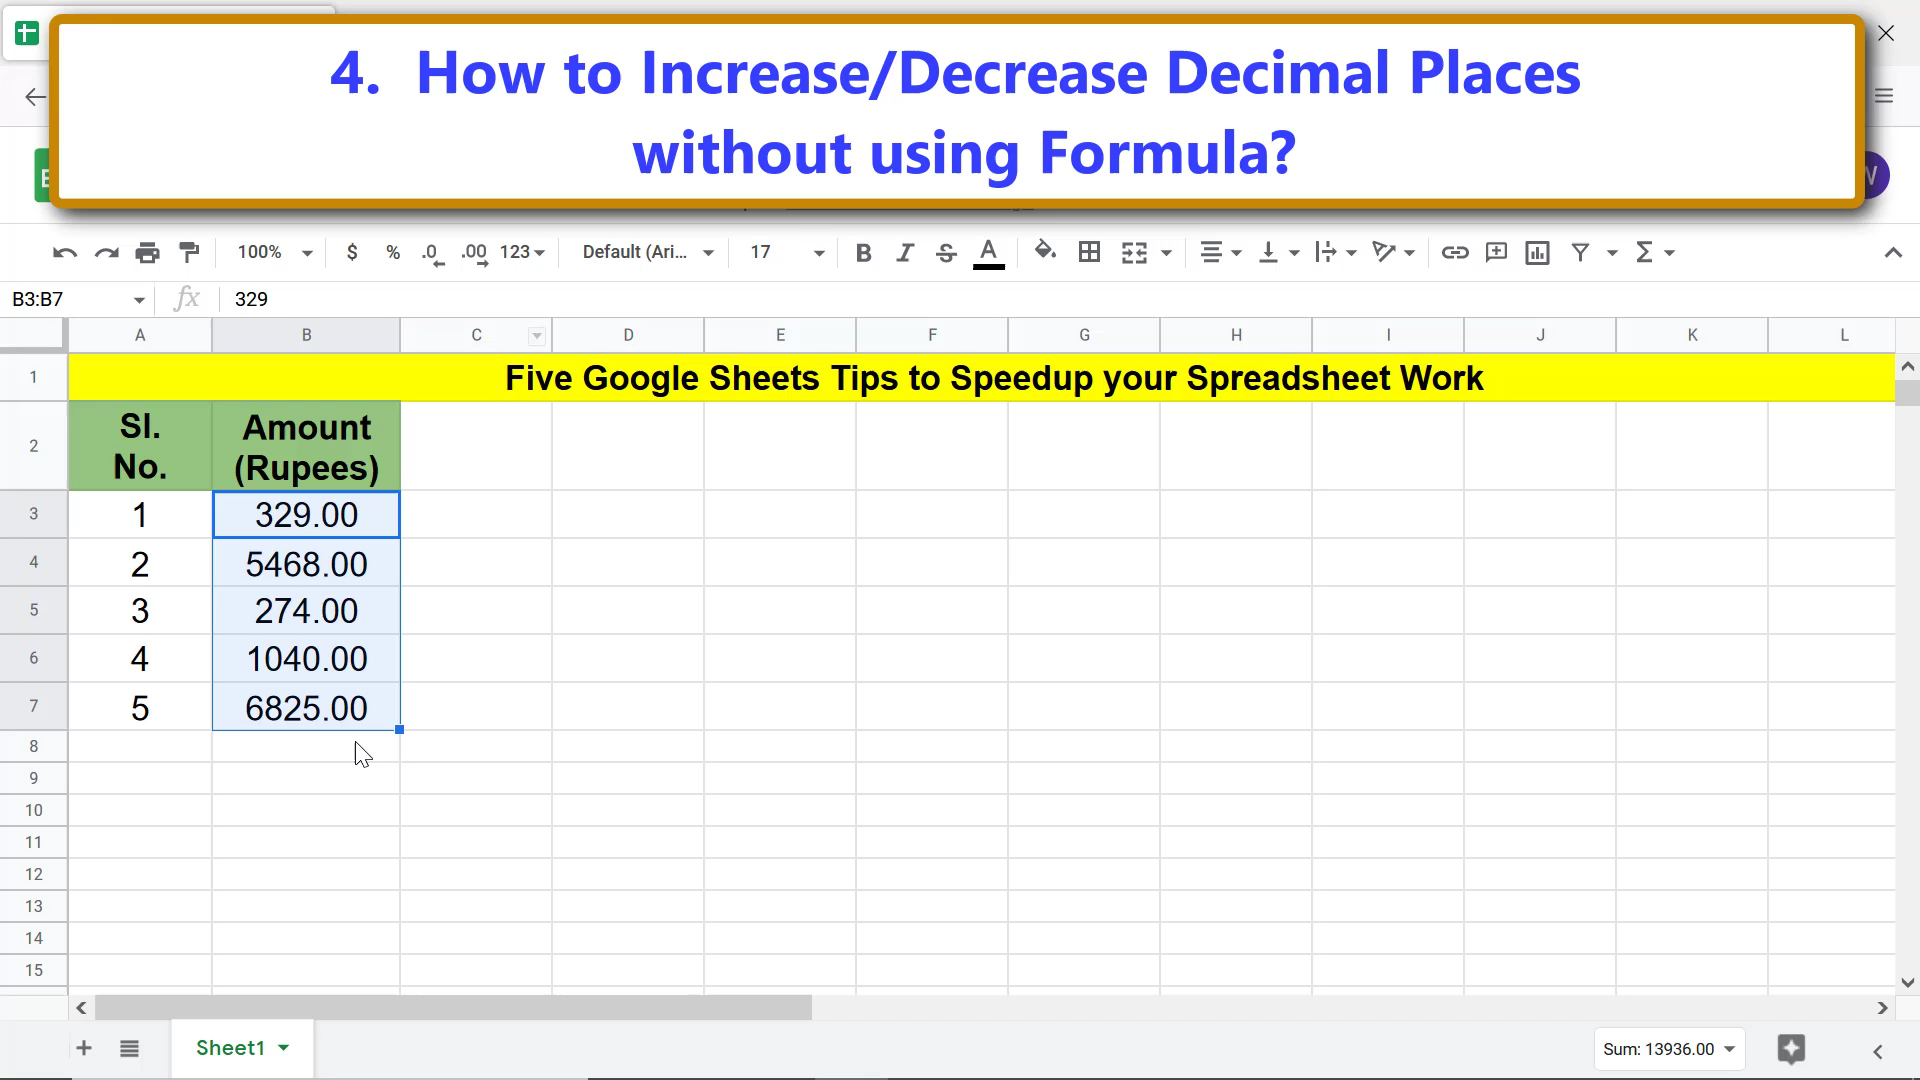 4. How to Increase/Decrease Decimal Places
without using Formula?
100% $ % .0 .00 123 Default (Ari... 17 B I S A
B3:B7 fx 329
A B C D E F G H I J K L
1 Five Google Sheets Tips to Speedup your Spreadsheet Work
2 Sl. No. Amount (Rupees)
3 1 329.00
4 2 5468.00
5 3 274.00
6 4 1040.00
7 5 6825.00
8
9
10
11
12
13
14
15
Sheet1 Sum: 13936.00